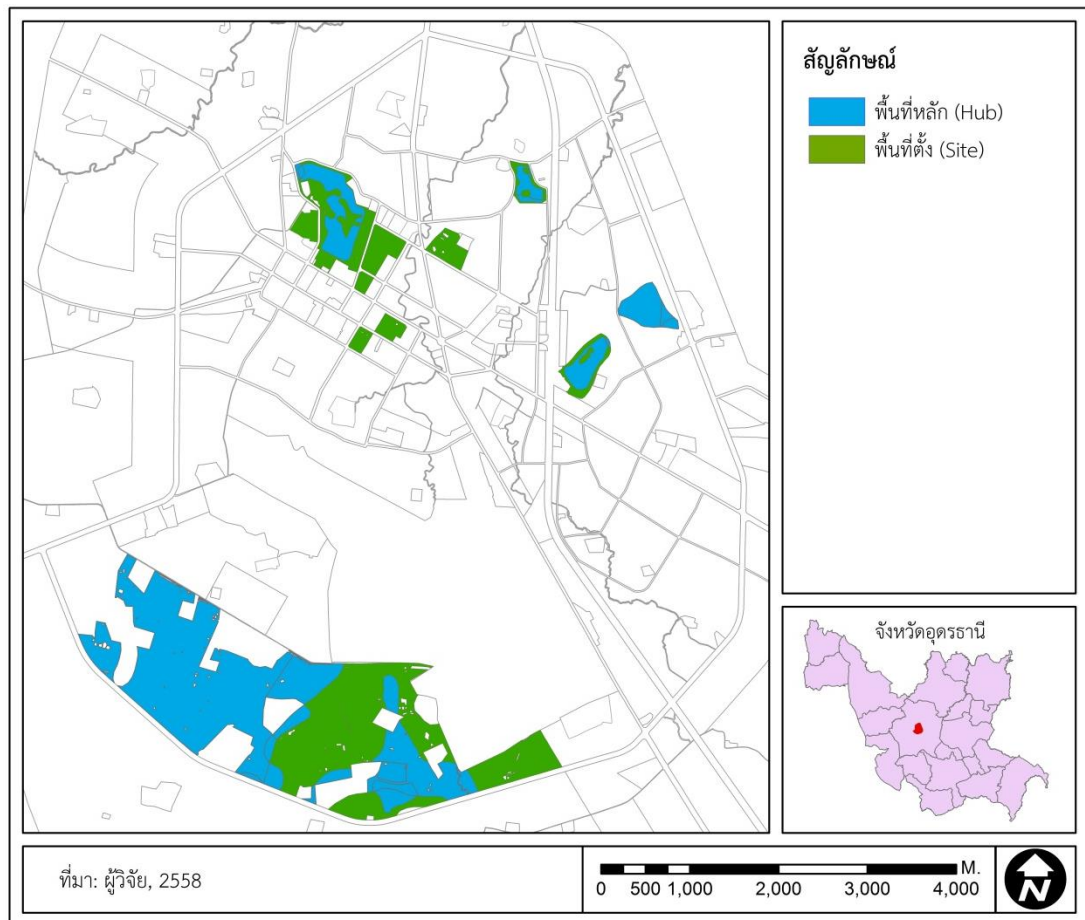 สัญลักษณ์
พื้นที่หลัก (Hub)
พื้นที่ตั้ง (Site)
จังหวัดอุดรธานี
ที่มา: ผู้วิจัย, 2558
M.
0 500 1,000 2,000 3,000 4,000
N